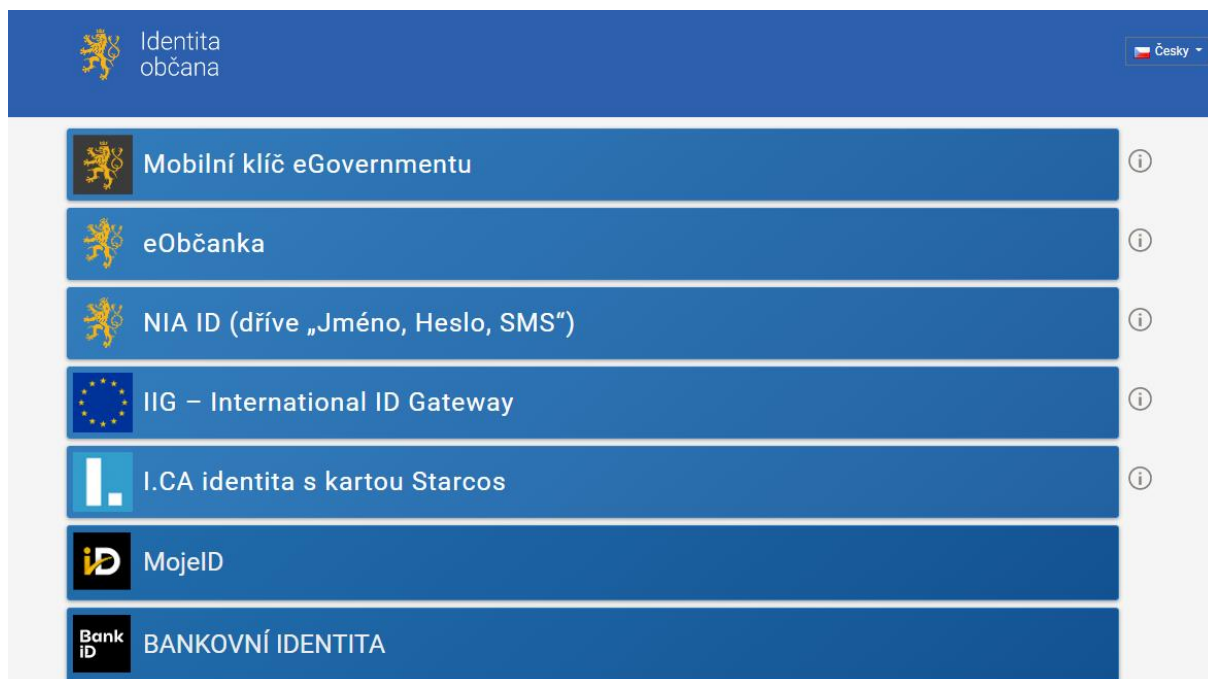 Identita
občana
Česky
Mobilní klíč eGovernmentu
eObčanka
NIA ID (dříve „Jméno, Heslo, SMS“)
IIG – International ID Gateway
I.CA identita s kartou Starcos
I.
iD
MojeID
Bank
iD
BANKOVNÍ IDENTITA